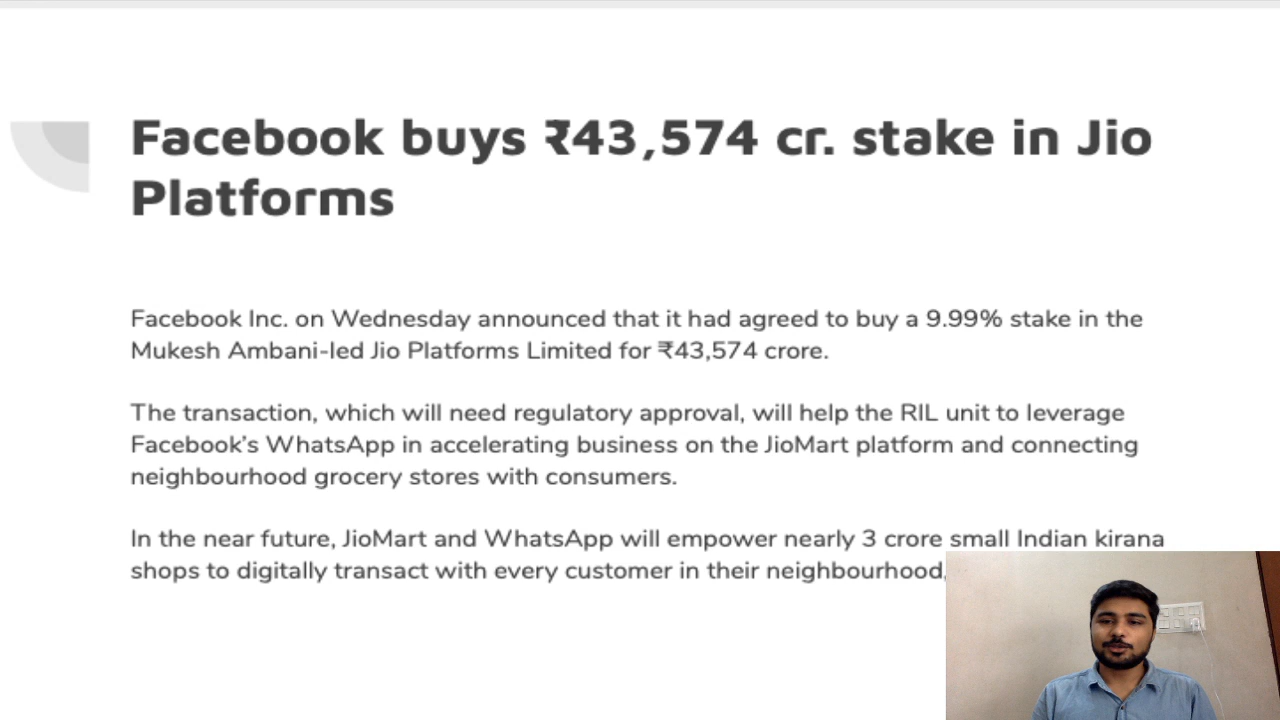 Facebook buys ₹43,574 cr. stake in Jio
Platforms
Facebook Inc. on Wednesday announced that it had agreed to buy a 9.99% stake in the
Mukesh Ambani-led Jio Platforms Limited for ₹43,574 crore.
The transaction, which will need regulatory approval, will help the RIL unit to leverage
Facebook’s WhatsApp in accelerating business on the JioMart platform and connecting
neighbourhood grocery stores with consumers.
In the near future, JioMart and WhatsApp will empower nearly 3 crore small Indian kirana
shops to digitally transact with every customer in their neighbourhood,